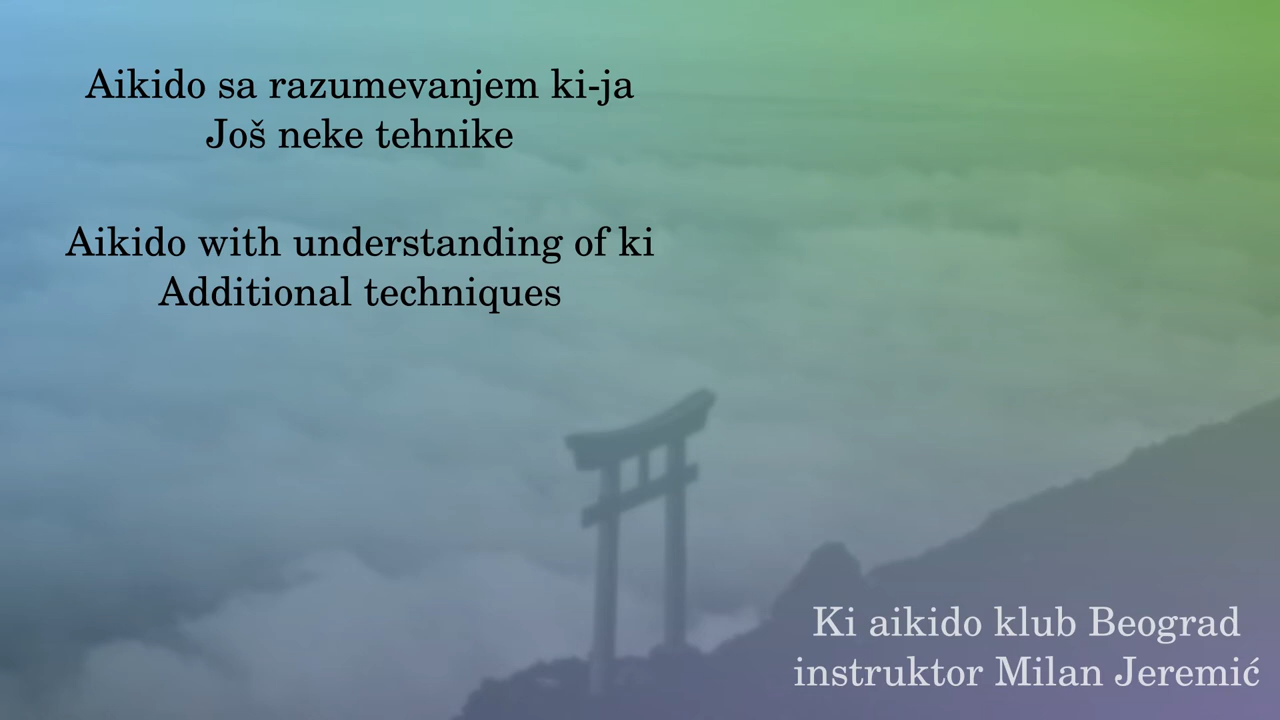 Aikido sa razumevanjem ki-ja
Još neke tehnike
Aikido with understanding of ki
Additional techniques
Ki aikido klub Beograd
instruktor Milan Jeremić